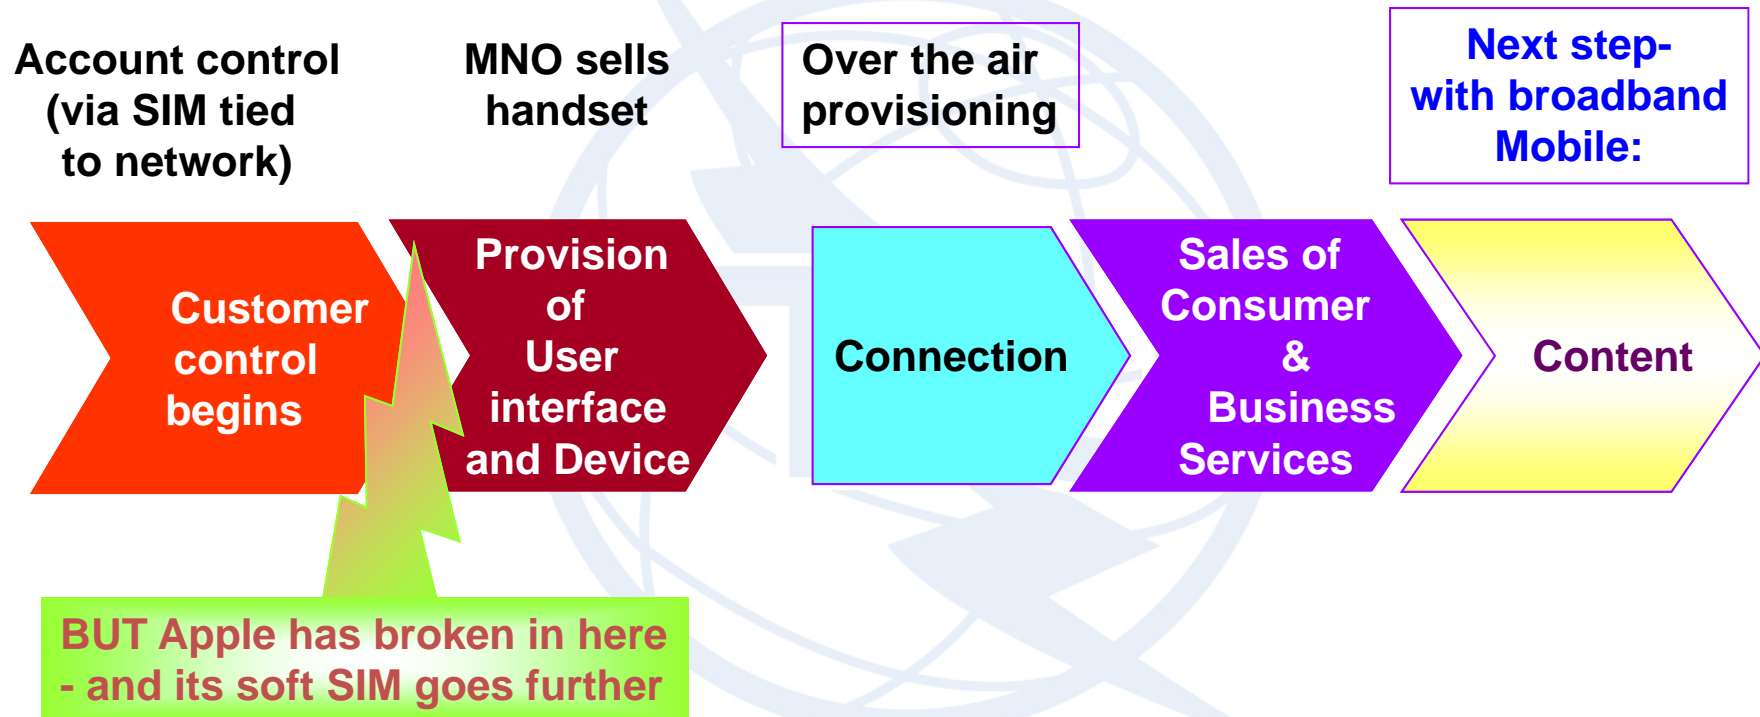 Account control
(via SIM tied
to network)
MNO sells
handset
Over the air
provisioning
Next step-
with broadband
Mobile:
Customer
control
begins
Provision
of
User
interface
and Device
Connection
Sales of
Consumer
&
Business
Services
Content
BUT Apple has broken in here
- and its soft SIM goes further